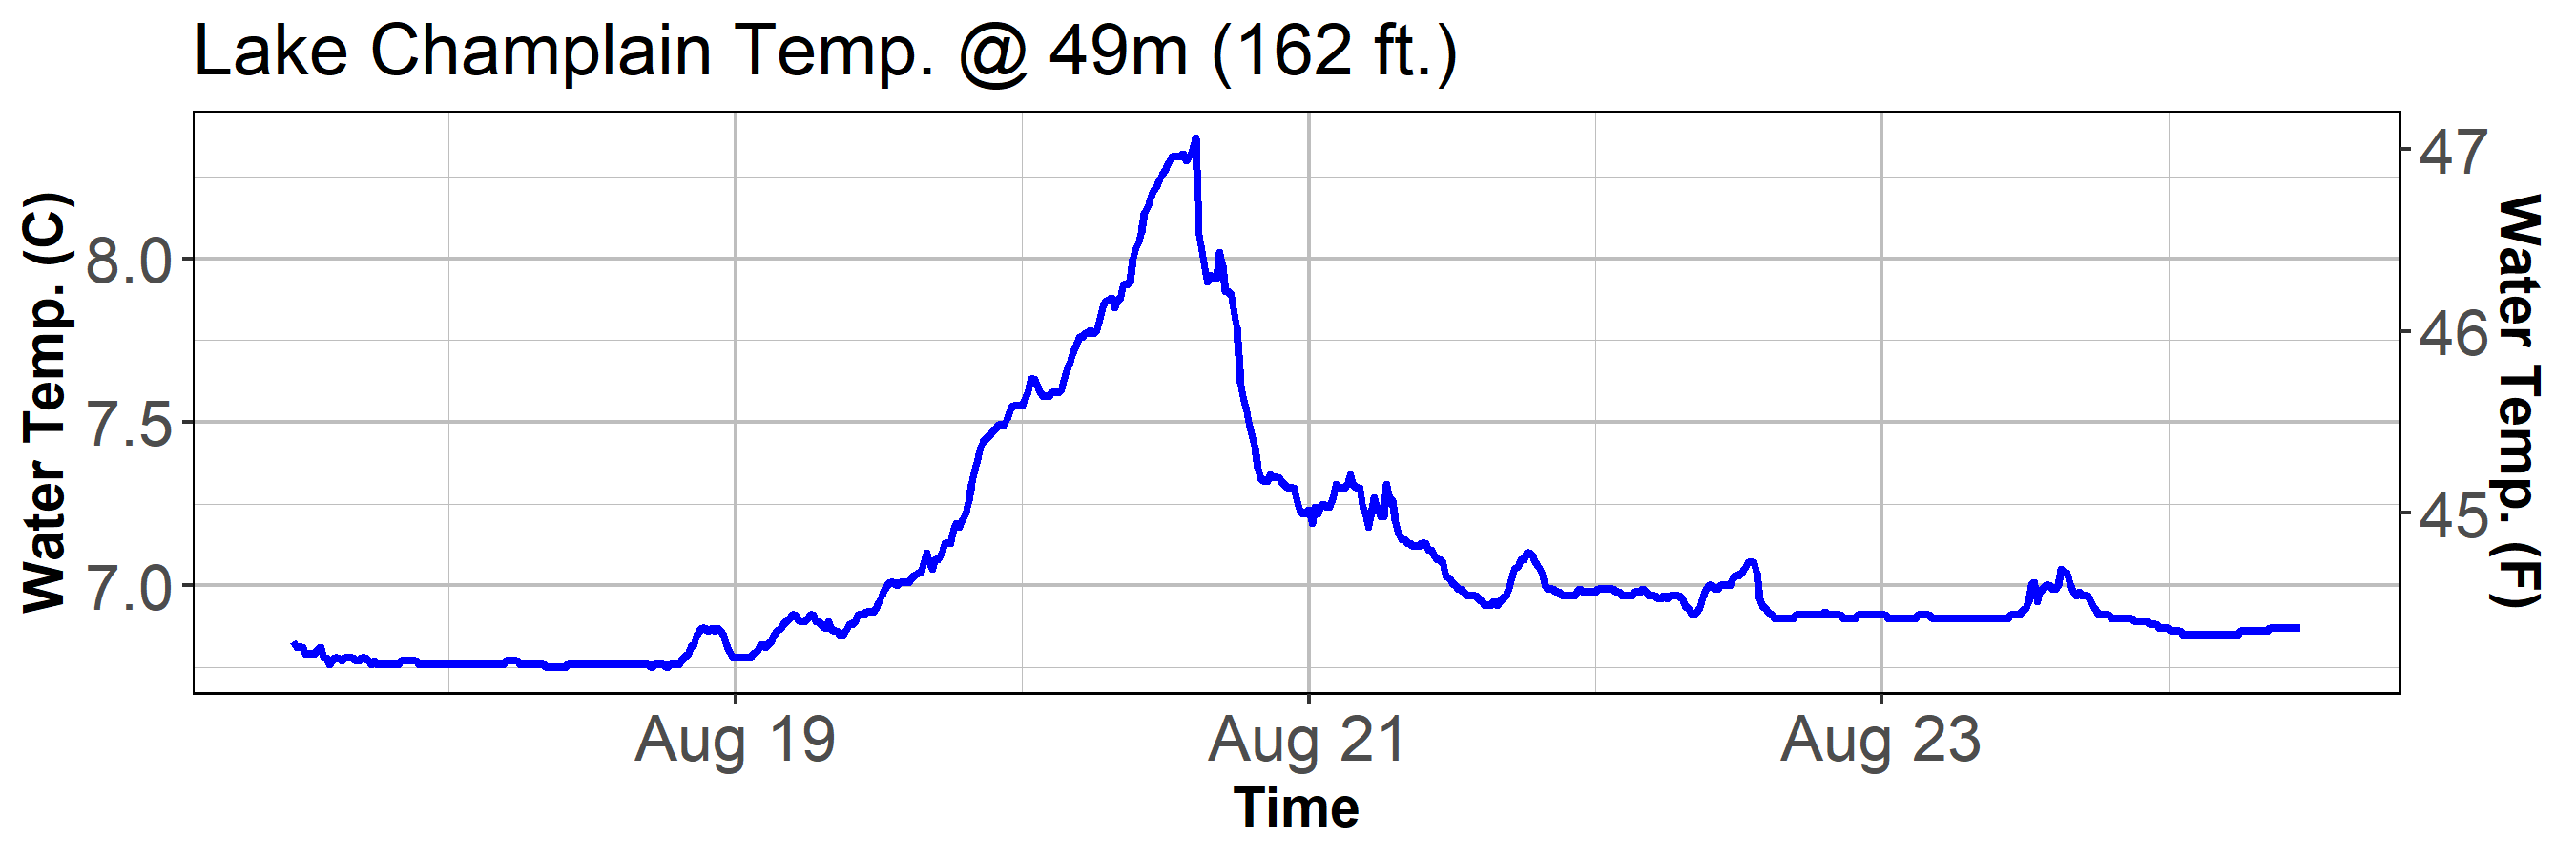 Lake Champlain Temp. @ 49m (162 ft.)
Water Temp. (C)
8.0
7.5
7.0
47
46
45
Water Temp. (F)
Aug 19
Aug 21
Aug 23
Time